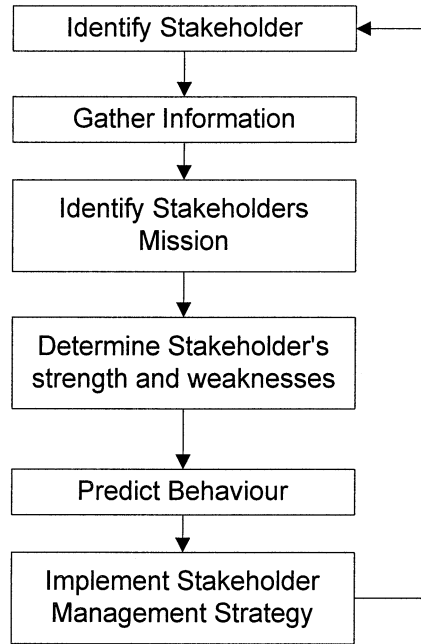 Identify Stakeholder
Gather Information
Identify Stakeholders
Mission
Determine Stakeholder's
strength and weaknesses
Predict Behaviour
Implement Stakeholder
Management Strategy